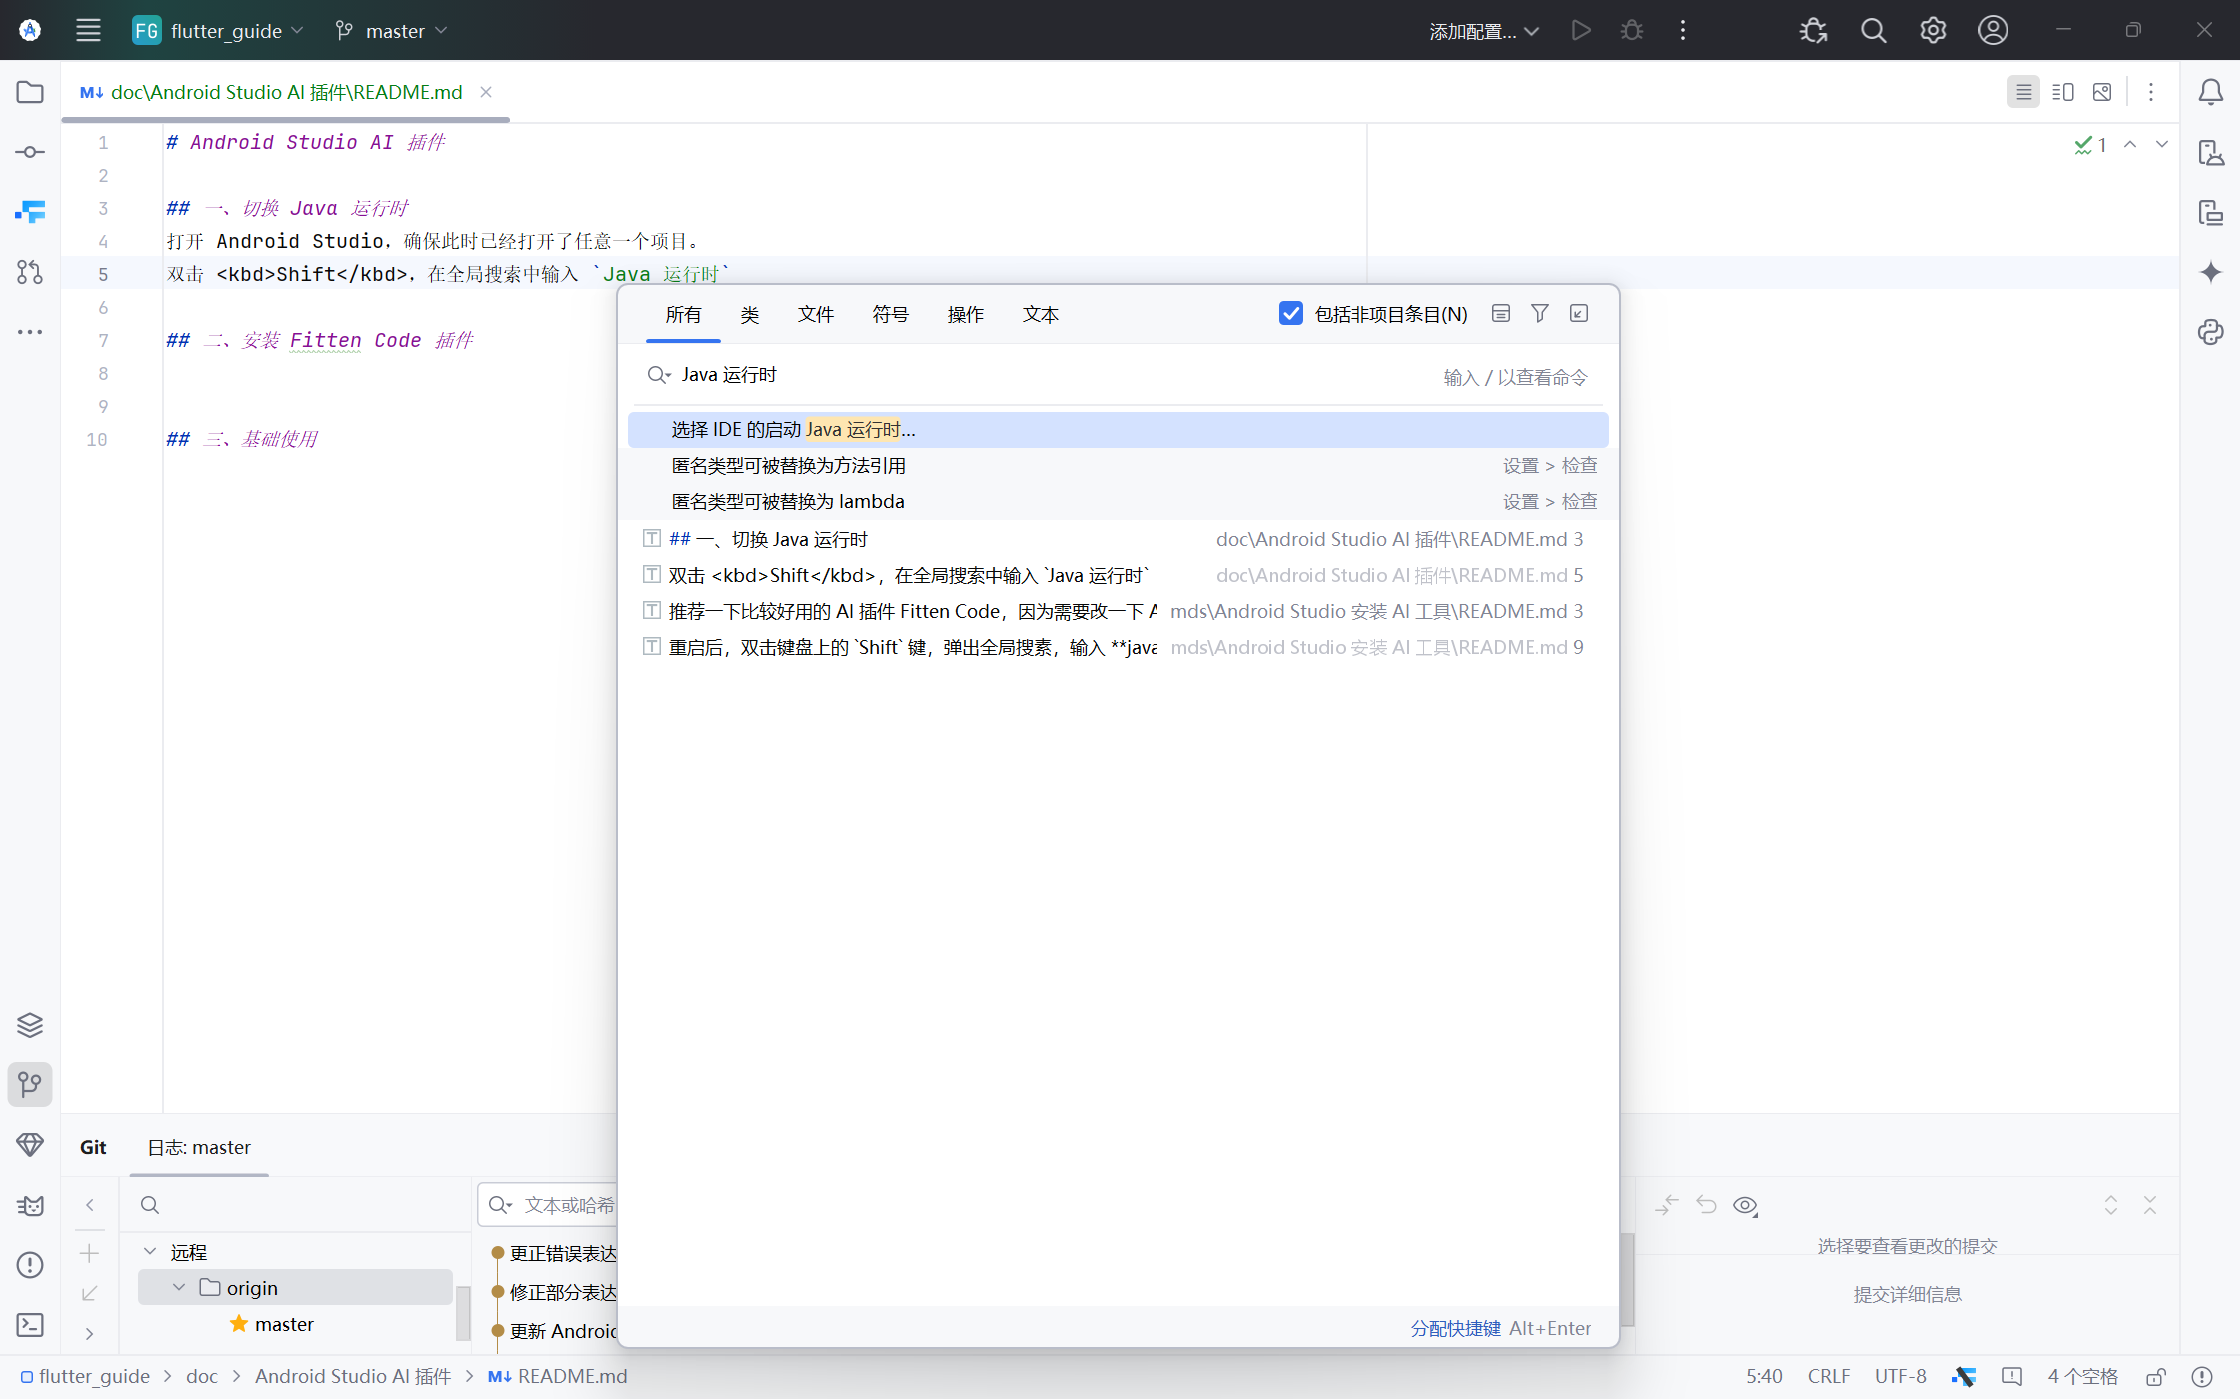 FG flutter_guide master 添加配置...
M↓ doc\Android Studio AI 插件\README.md
1 # Android Studio AI 插件
2
3 ## 一、切换 Java 运行时
4 打开 Android Studio，确保此时已经打开了任意一个项目。
5 双击 <kbd>Shift</kbd>，在全局搜索中输入 `Java 运行时`
6
7 ## 二、安装 Fitten Code 插件
8
9
10 ## 三、基础使用
1
所有 类 文件 符号 操作 文本 包括非项目条目(N)
Java 运行时 输入 / 以查看命令
选择 IDE 的启动 Java 运行时...
匿名类型可被替换为方法引用 设置 > 检查
匿名类型可被替换为 lambda 设置 > 检查
## 一、切换 Java 运行时 doc\Android Studio AI 插件\README.md 3
双击 <kbd>Shift</kbd>，在全局搜索中输入 `Java 运行时` doc\Android Studio AI 插件\README.md 5
推荐一下比较好用的 AI 插件 Fitten Code，因为需要改一下 A mds\Android Studio 安装 AI 工具\README.md 3
重启后，双击键盘上的 `Shift` 键，弹出全局搜素，输入 **java mds\Android Studio 安装 AI 工具\README.md 9
分配快捷键 Alt+Enter
Git 日志: master
文本或哈希
远程
origin
master
更正错误表达
修正部分表达
更新 Android
选择要查看更改的提交
提交详细信息
flutter_guide > doc > Android Studio AI 插件 > M↓ README.md
5:40 CRLF UTF-8 4 个空格